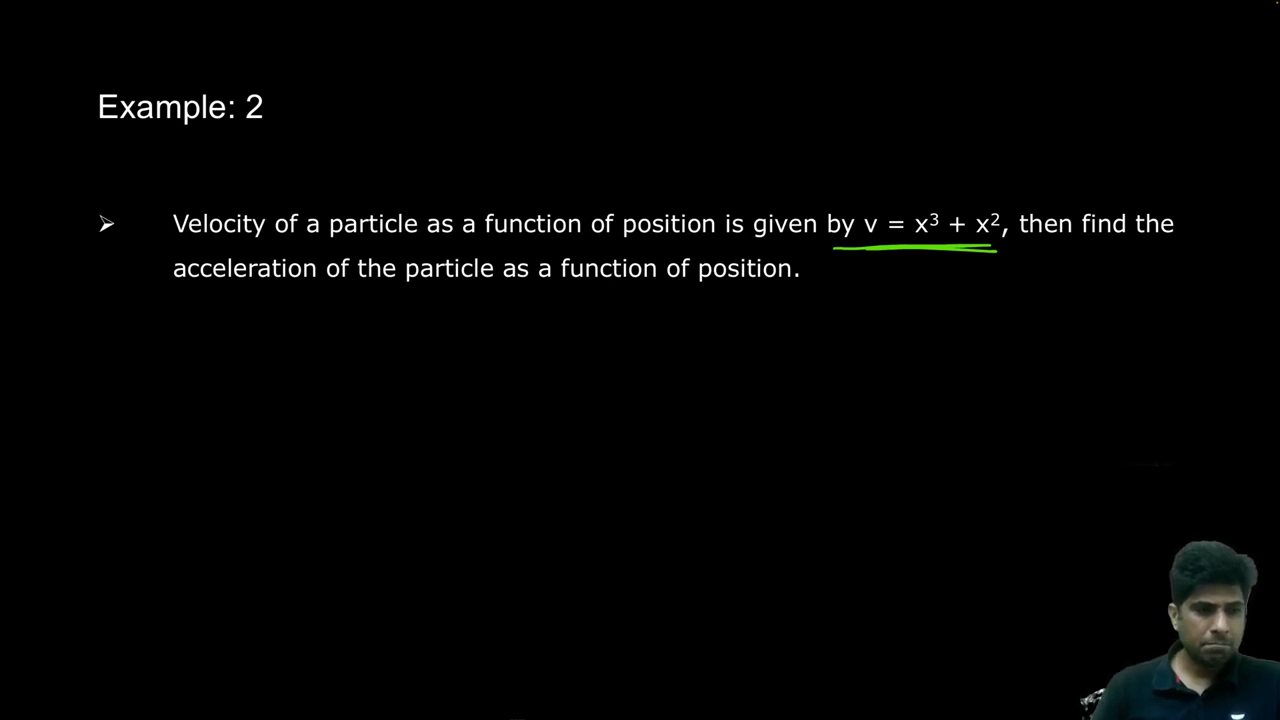 Example: 2
➢ Velocity of a particle as a function of position is given by v = x³ + x², then find the
acceleration of the particle as a function of position.